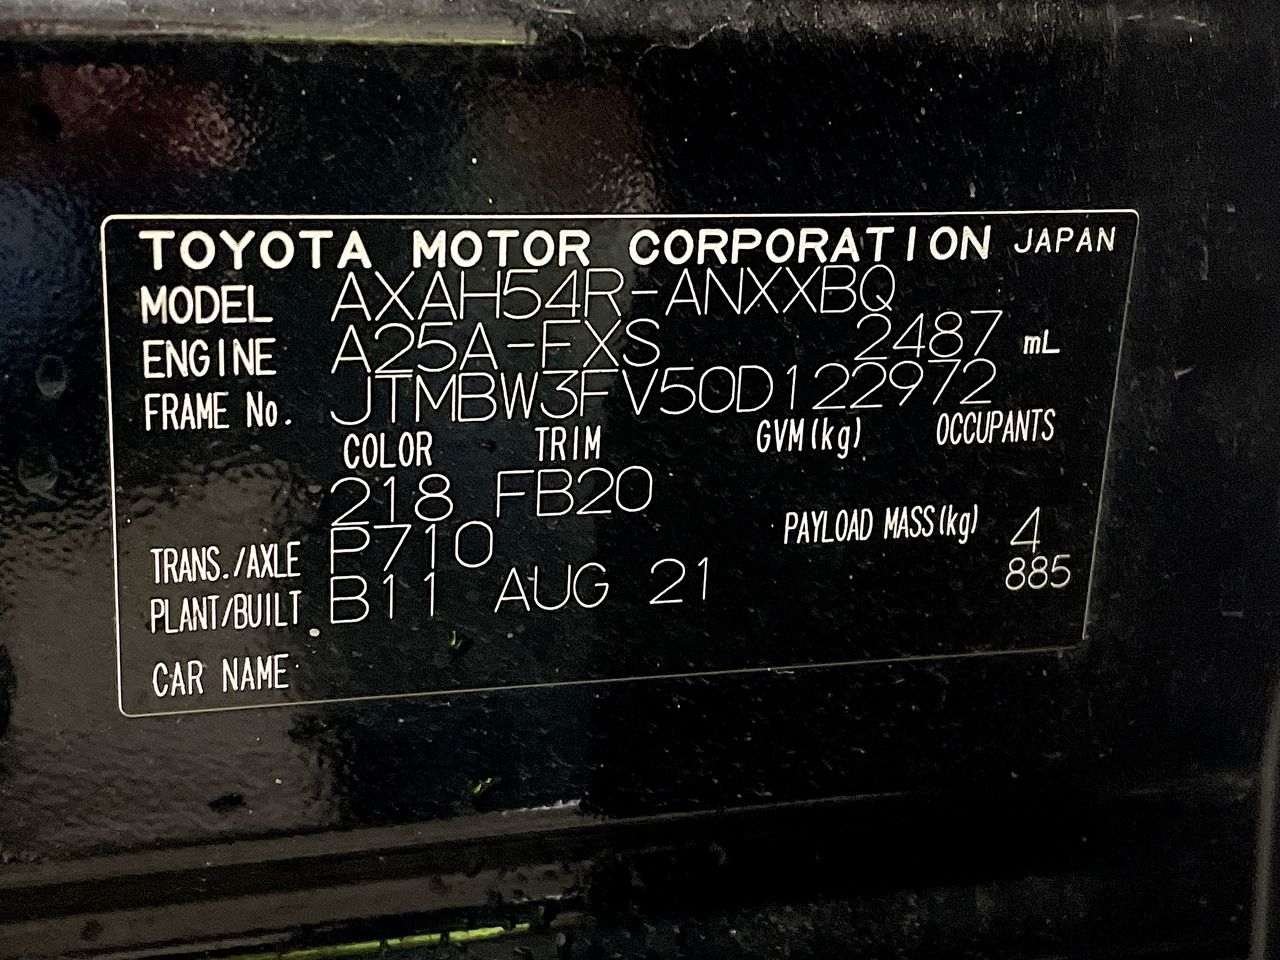 TOYOTA MOTOR CORPORATION JAPAN
MODEL AXAH54R-ANXXBQ
ENGINE A25A-FXS 2487 mL
FRAME No. JTMBW3FV50D122972
COLOR TRIM GVM(kg) OCCUPANTS
218 FB20
TRANS./AXLE P710 PAYLOAD MASS(kg) 4
PLANT/BUILT B11 AUG 21 885
CAR NAME